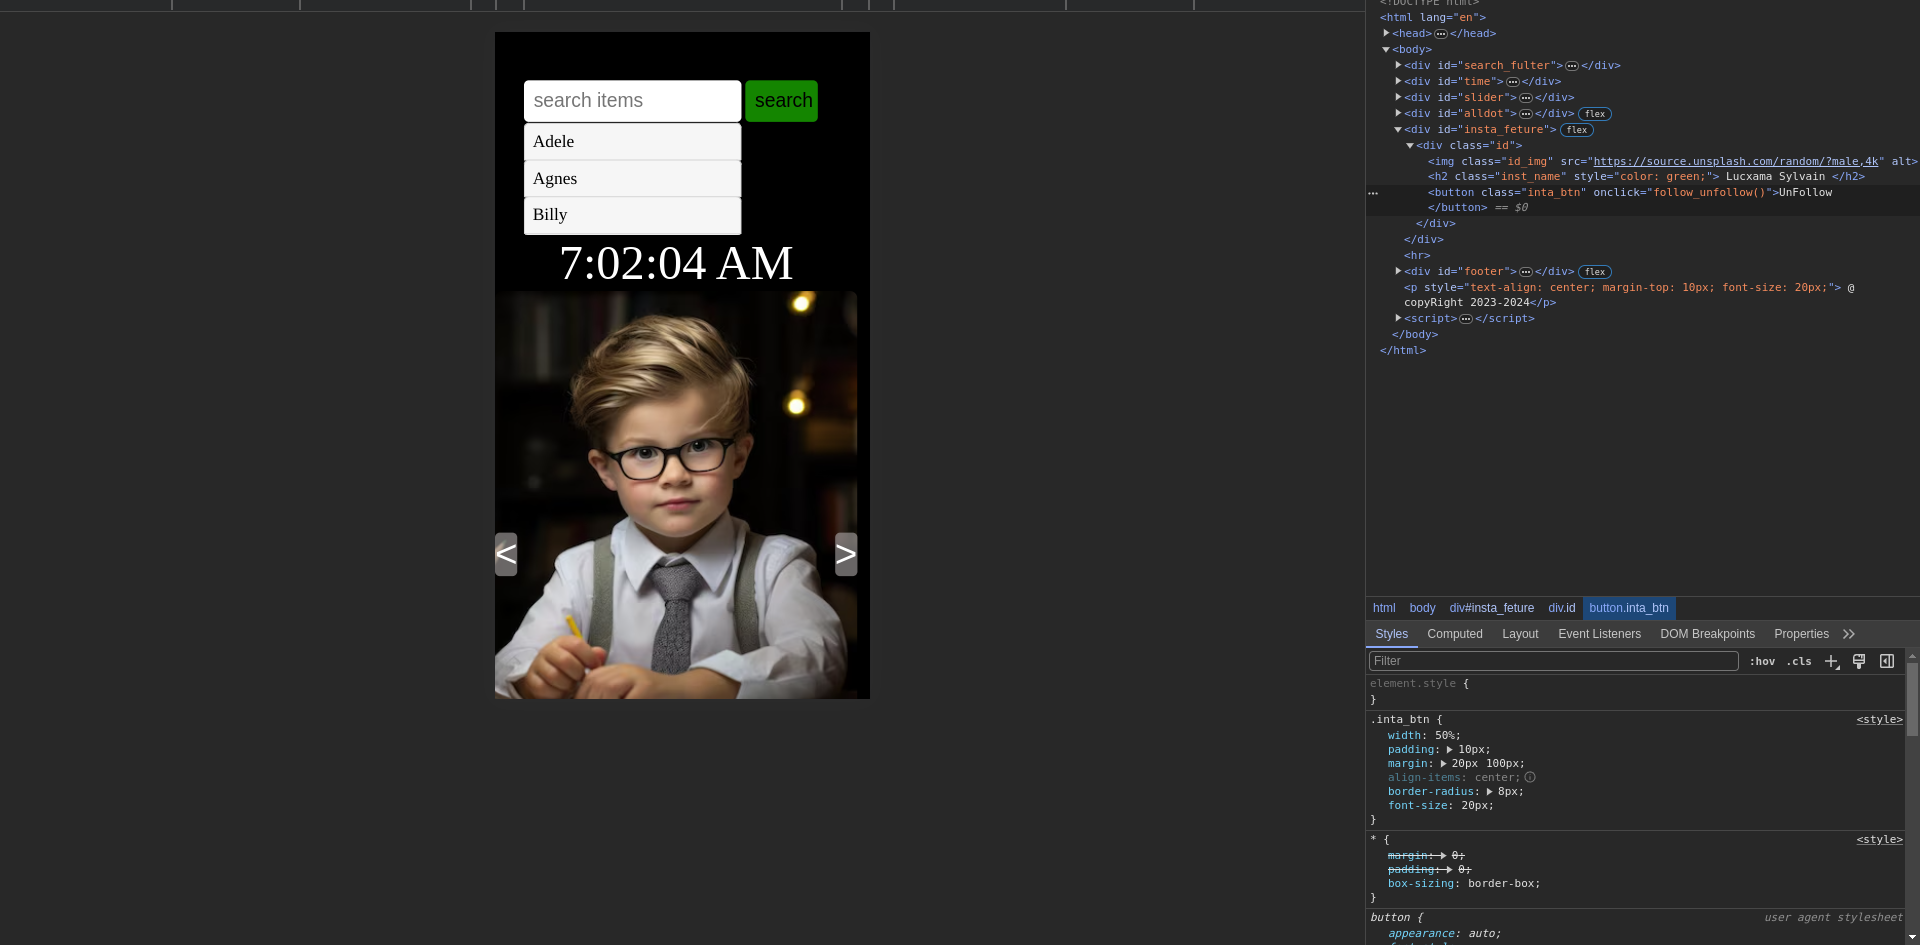 search items
search
Adele
Agnes
Billy
7:02:04 AM
<
>
<!DOCTYPE html>
<html lang="en">
<head> ••• </head>
<body>
<div id="search_fulter"> ••• </div>
<div id="time"> ••• </div>
<div id="slider"> ••• </div>
<div id="alldot"> ••• </div> flex
<div id="insta_feture"> flex
<div class="id">
<img class="id_img" src="https://source.unsplash.com/random/?male,4k" alt>
<h2 class="inst_name" style="color: green;"> Lucxama Sylvain </h2>
••• <button class="inta_btn" onclick="follow_unfollow()">UnFollow
</button> == $0
</div>
</div>
<hr>
<div id="footer"> ••• </div> flex
<p style="text-align: center; margin-top: 10px; font-size: 20px;"> @
copyRight 2023-2024</p>
<script> ••• </script>
</body>
</html>
html body div#insta_feture div.id button.inta_btn
Styles Computed Layout Event Listeners DOM Breakpoints Properties
Filter :hov .cls
element.style {
}
.inta_btn { <style>
width: 50%;
padding: 10px;
margin: 20px 100px;
align-items: center;
border-radius: 8px;
font-size: 20px;
}
* { <style>
margin: 0;
padding: 0;
box-sizing: border-box;
}
button { user agent stylesheet
appearance: auto;